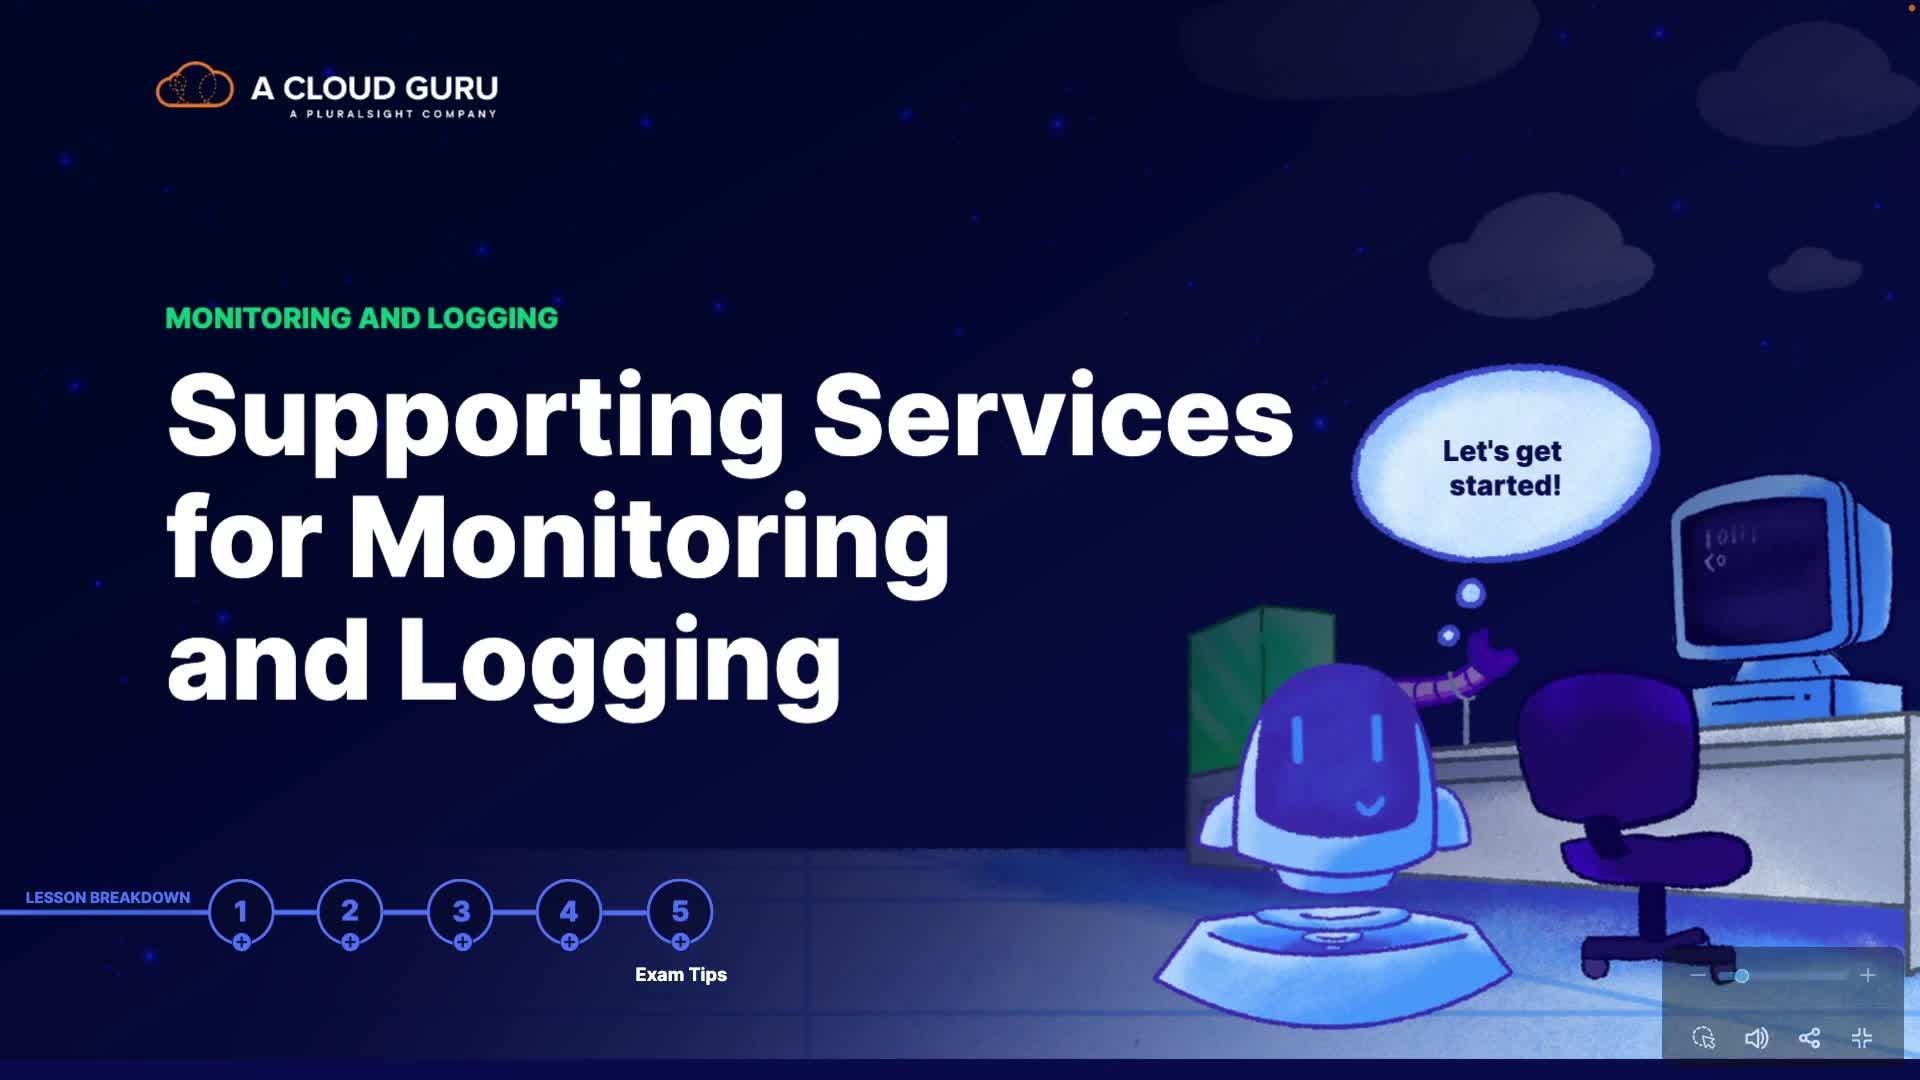 A CLOUD GURU
A PLURALSIGHT COMPANY
MONITORING AND LOGGING
Supporting Services
for Monitoring
and Logging
Let's get
started!
LESSON BREAKDOWN
1
2
3
4
5
Exam Tips